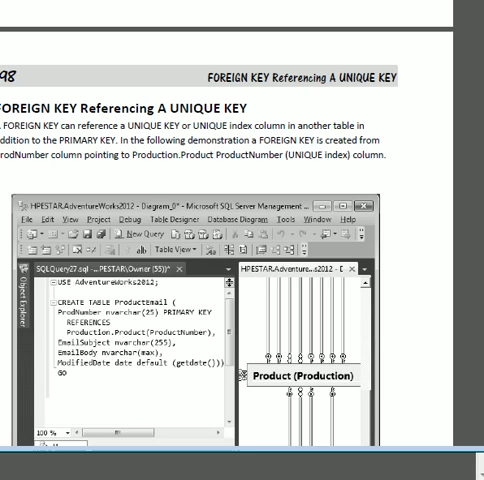 98 FOREIGN KEY Referencing A UNIQUE KEY
FOREIGN KEY Referencing A UNIQUE KEY
FOREIGN KEY can reference a UNIQUE KEY or UNIQUE index column in another table in
ddition to the PRIMARY KEY. In the following demonstration a FOREIGN KEY is created from
rodNumber column pointing to Production.Product ProductNumber (UNIQUE index) column.
HPESTAR.AdventureWorks2012 - Diagram_0* - Microsoft SQL Server Management ...
File Edit View Project Debug Table Designer Database Diagram Tools Window Help
New Query
Table View
Object Explorer
SQLQuery27.sql -...PESTAR\Owner (55))* ×
HPESTAR.Adventure...s2012 - D ×
USE AdventureWorks2012;
CREATE TABLE ProductEmail (
ProdNumber nvarchar(25) PRIMARY KEY
REFERENCES
Production.Product(ProductNumber),
EmailSubject nvarchar(255),
EmailBody nvarchar(max),
ModifiedDate date default (getdate()))
GO
Product (Production)
100 %